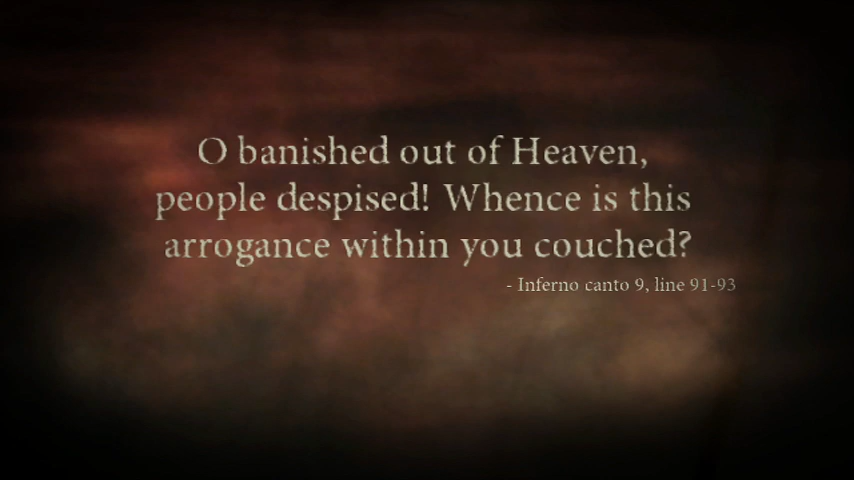 O banished out of Heaven,
people despised! Whence is this
arrogance within you couched?
- Inferno canto 9, line 91-93